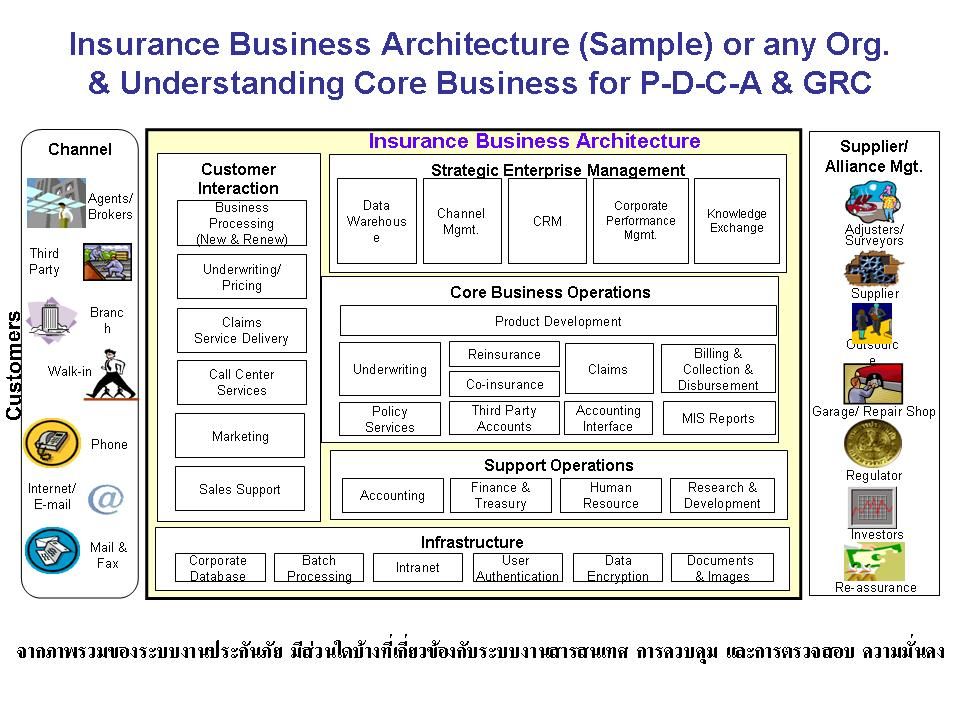 Insurance Business Architecture (Sample) or any Org.
& Understanding Core Business for P-D-C-A & GRC
Customers
Channel
Agents/
Brokers
Third
Party
Branc
h
Walk-in
Phone
Internet/
E-mail
Mail &
Fax
Insurance Business Architecture
Customer
Interaction
Business
Processing
(New & Renew)
Underwriting/
Pricing
Claims
Service Delivery
Call Center
Services
Marketing
Sales Support
Strategic Enterprise Management
Data
Warehous
e
Channel
Mgmt.
CRM
Corporate
Performance
Mgmt.
Knowledge
Exchange
Core Business Operations
Product Development
Underwriting
Reinsurance
Co-insurance
Claims
Billing &
Collection &
Disbursement
Policy
Services
Third Party
Accounts
Accounting
Interface
MIS Reports
Support Operations
Accounting
Finance &
Treasury
Human
Resource
Research &
Development
Infrastructure
Corporate
Database
Batch
Processing
Intranet
User
Authentication
Data
Encryption
Documents
& Images
Supplier/
Alliance Mgt.
Adjusters/
Surveyors
Supplier
Outsourc
e
Garage/ Repair Shop
Regulator
Investors
Re-assurance
จากภาพรวมของระบบงานประกันภัย มีส่วนใดบ้างที่เกี่ยวข้องกับระบบงานสารสนเทศ การควบคุม และการตรวจสอบ ความมั่นคง